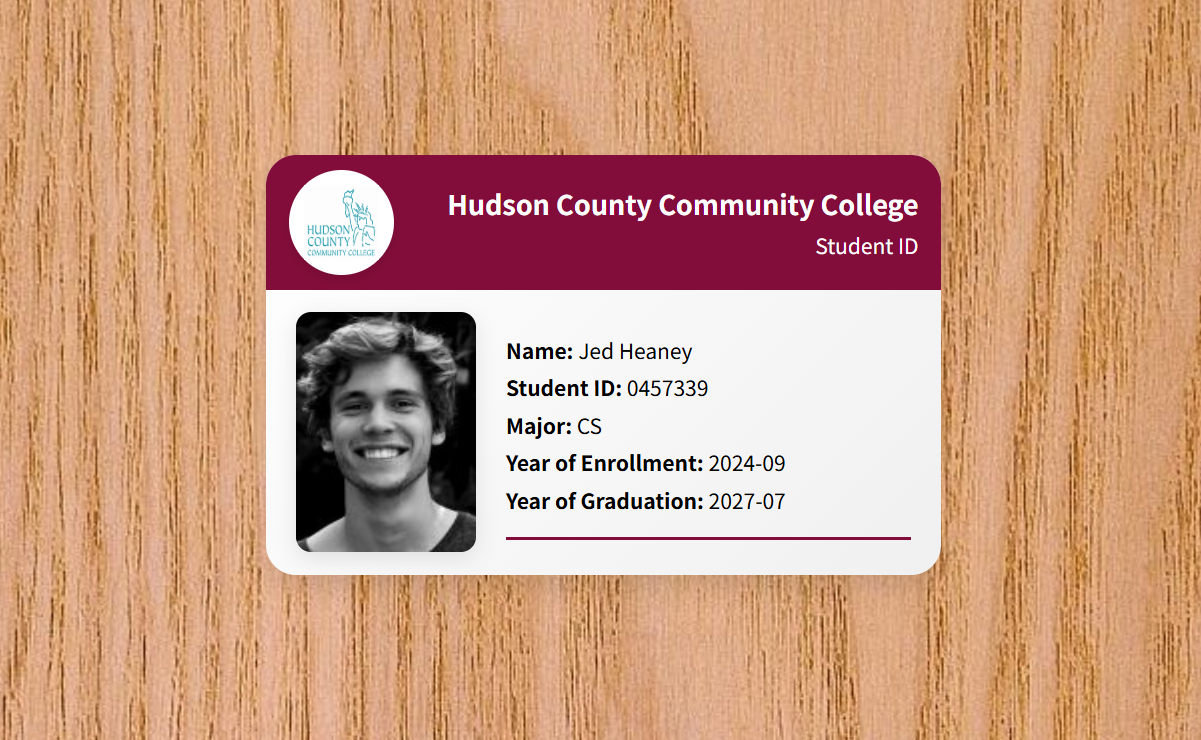 HUDSON
COUNTY
COMMUNITY COLLEGE
Hudson County Community College
Student ID
Name: Jed Heaney
Student ID: 0457339
Major: CS
Year of Enrollment: 2024-09
Year of Graduation: 2027-07